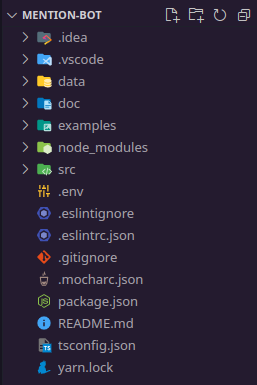 MENTION-BOT
.idea
.vscode
data
doc
examples
node_modules
src
.env
.eslintignore
.eslintrc.json
.gitignore
.mocharc.json
package.json
README.md
tsconfig.json
yarn.lock